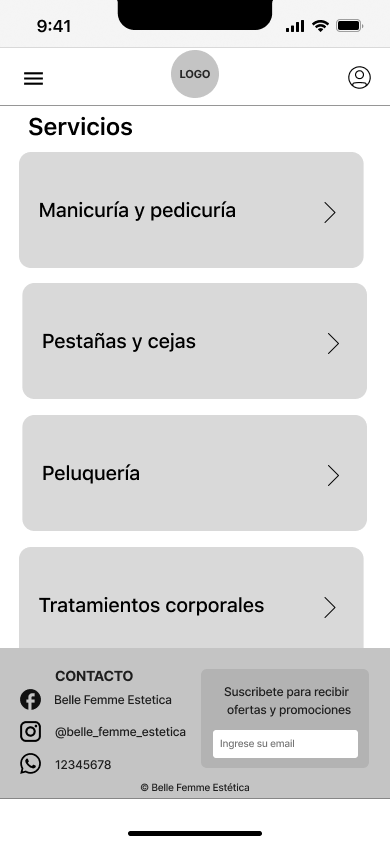 9:41
LOGO
Servicios
Manicuría y pedicuría
Pestañas y cejas
Peluquería
Tratamientos corporales
CONTACTO
Belle Femme Estetica
@belle_femme_estetica
12345678
Suscribete para recibir
ofertas y promociones
Ingrese su email
© Belle Femme Estética